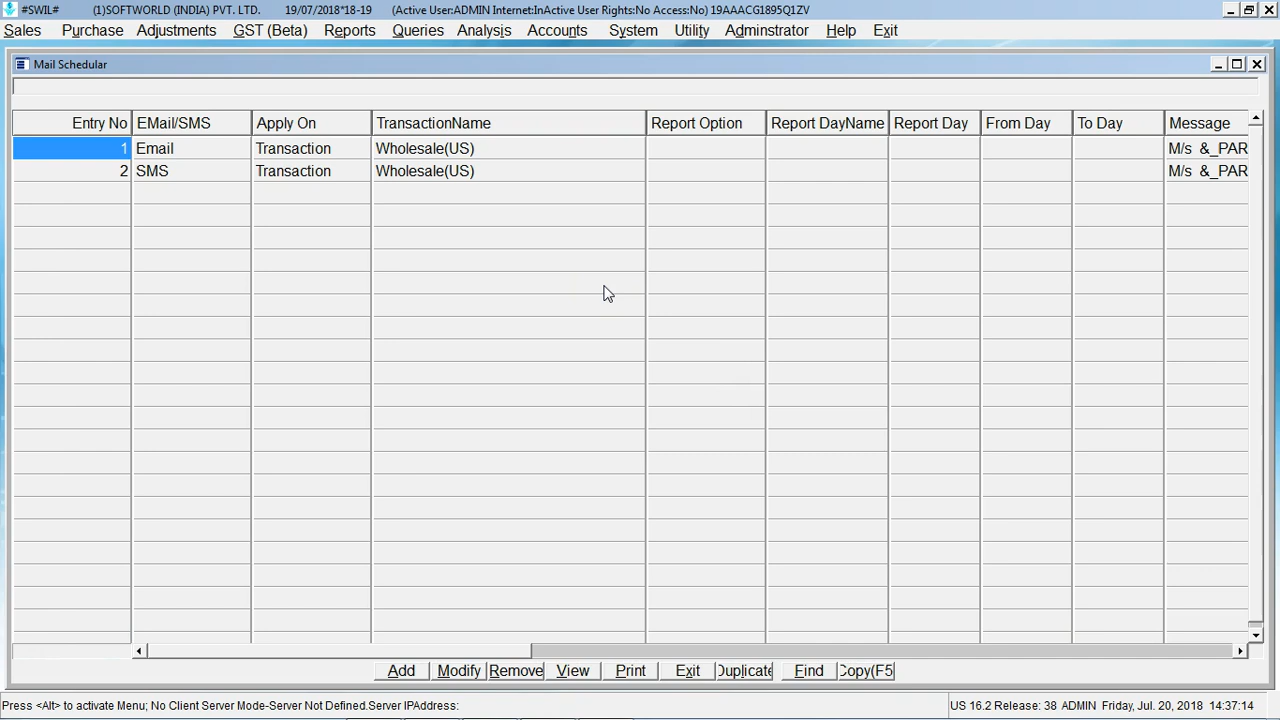 #SWIL# (1)SOFTWORLD (INDIA) PVT. LTD. 19/07/2018*18-19 (Active User:ADMIN Internet:InActive User Rights:No Access:No) 19AAACG1895Q1ZV
Sales Purchase Adjustments GST (Beta) Reports Queries Analysis Accounts System Utility Adminstrator Help Exit
Mail Schedular
Entry No EMail/SMS Apply On TransactionName Report Option Report DayName Report Day From Day To Day Message
1 Email Transaction Wholesale(US) M/s &_PAR
2 SMS Transaction Wholesale(US) M/s &_PAR
Add Modify Remove View Print Exit Duplicate Find Copy(F5
Press <Alt> to activate Menu; No Client Server Mode-Server Not Defined.Server IPAddress: US 16.2 Release: 38 ADMIN Friday, Jul. 20, 2018 14:37:14